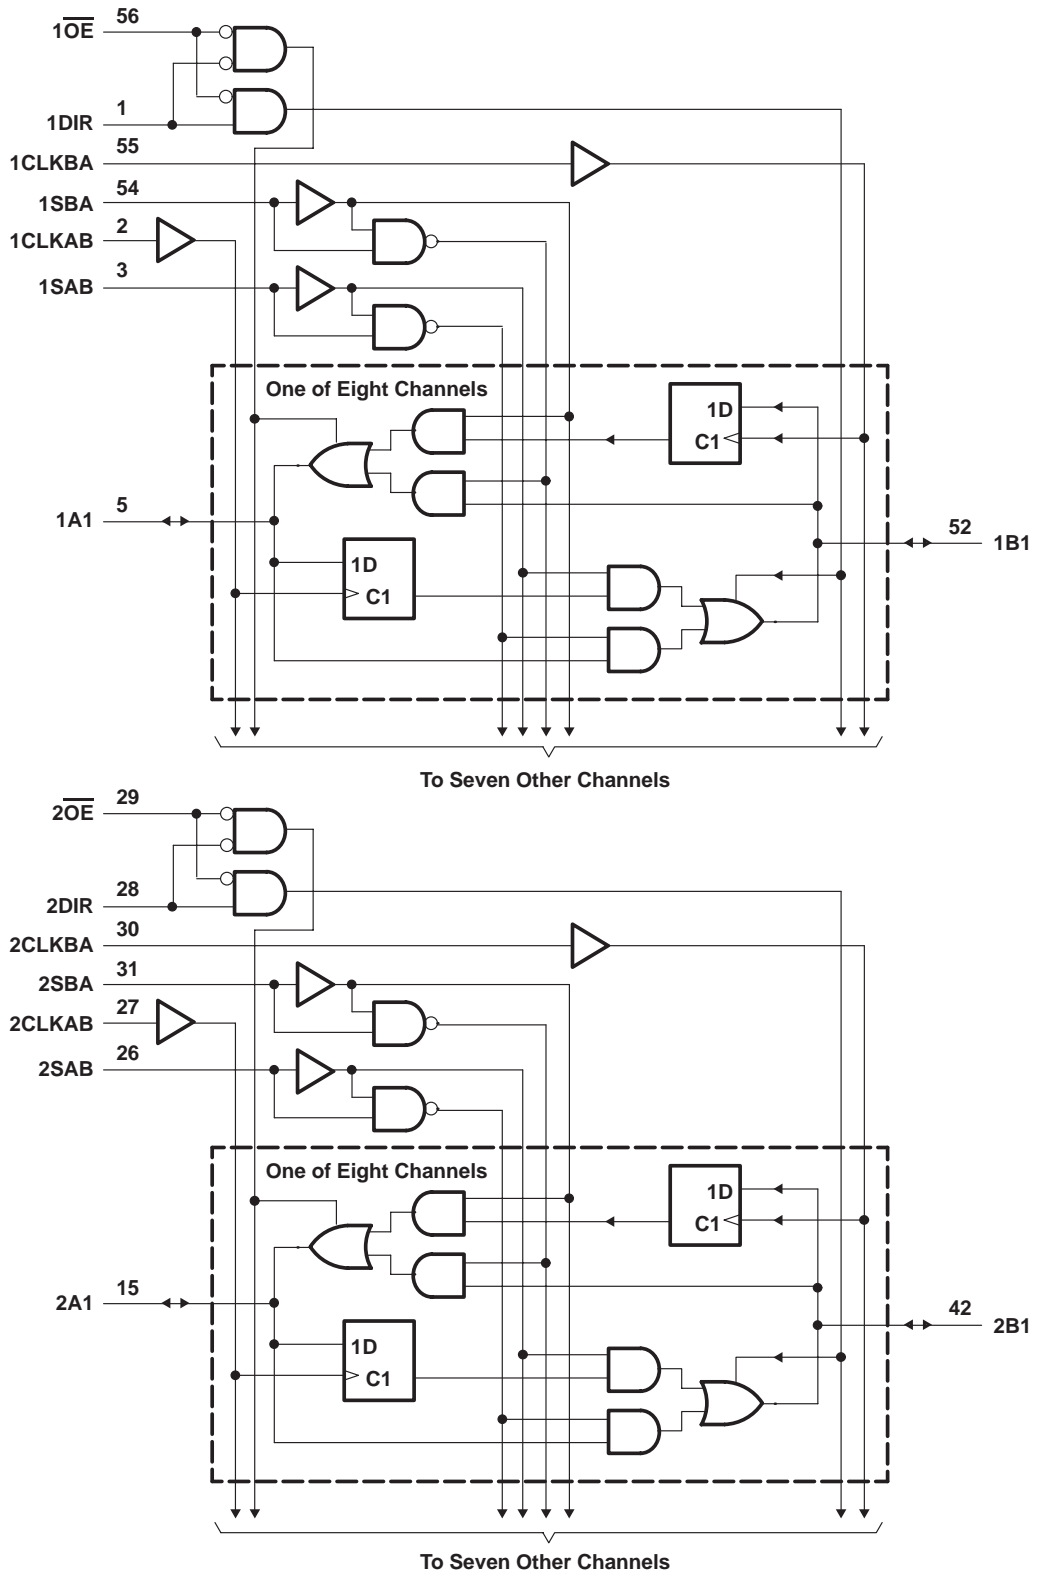 1O̅E̅ 56
1DIR 1
1CLKBA 55
1SBA 54
1CLKAB 2
1SAB 3
One of Eight Channels
1D
C1
1A1 5
52 1B1
1D
C1
To Seven Other Channels
2O̅E̅ 29
2DIR 28
2CLKBA 30
2SBA 31
2CLKAB 27
2SAB 26
One of Eight Channels
1D
C1
2A1 15
42 2B1
1D
C1
To Seven Other Channels